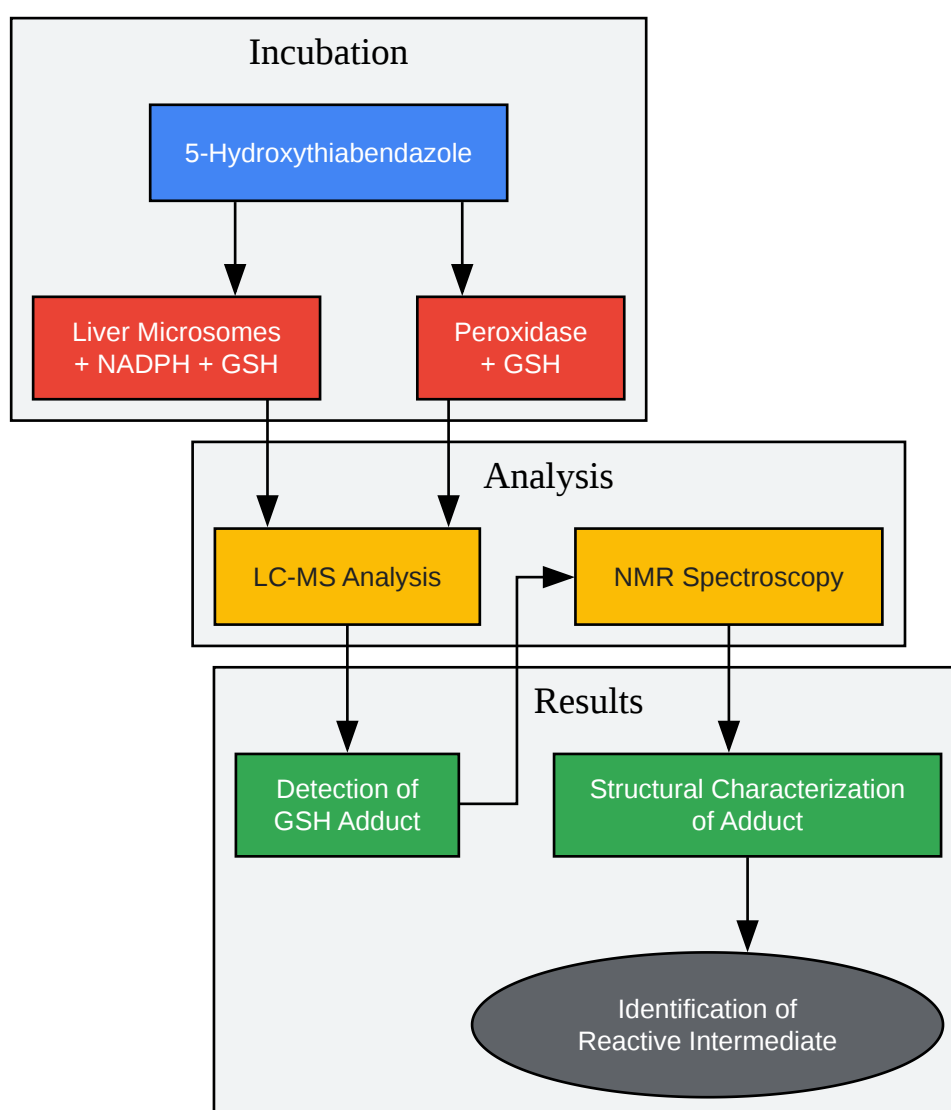 Incubation
5-Hydroxythiabendazole
Liver Microsomes
+ NADPH + GSH
Peroxidase
+ GSH
Analysis
LC-MS Analysis
NMR Spectroscopy
Results
Detection of
GSH Adduct
Structural Characterization
of Adduct
Identification of
Reactive Intermediate